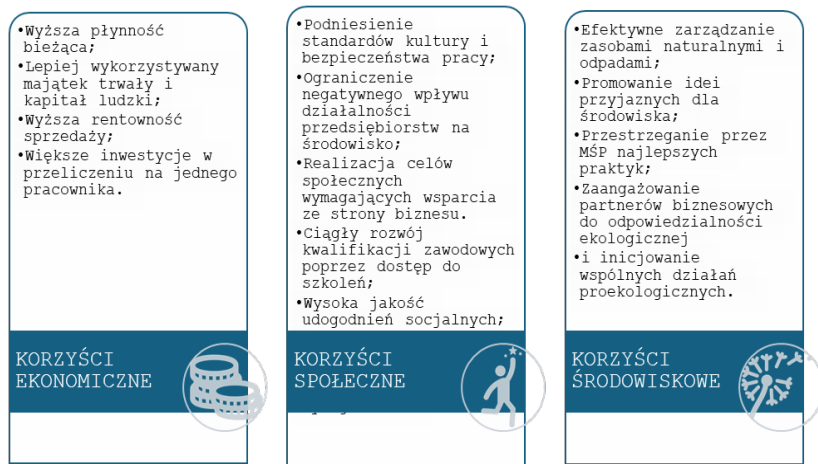 •Wyższa płynność
bieżąca;
•Lepiej wykorzystywany
majątek trwały i
kapitał ludzki;
•Wyższa rentowność
sprzedaży;
•Większe inwestycje w
przeliczeniu na jednego
pracownika.
KORZYŚCI
EKONOMICZNE
•Podniesienie
standardów kultury i
bezpieczeństwa pracy;
•Ograniczenie
negatywnego wpływu
działalności
przedsiębiorstw na
środowisko;
•Realizacja celów
społecznych
wymagających wsparcia
ze strony biznesu.
•Ciągły rozwój
kwalifikacji zawodowych
poprzez dostęp do
szkoleń;
•Wysoka jakość
udogodnień socjalnych;
KORZYŚCI
SPOŁECZNE
•Efektywne zarządzanie
zasobami naturalnymi i
odpadami;
•Promowanie idei
przyjaznych dla
środowiska;
•Przestrzeganie przez
MŚP najlepszych
praktyk;
•Zaangażowanie
partnerów biznesowych
do odpowiedzialności
ekologicznej
•i inicjowanie
wspólnych działań
proekologicznych.
KORZYŚCI
ŚRODOWISKOWE